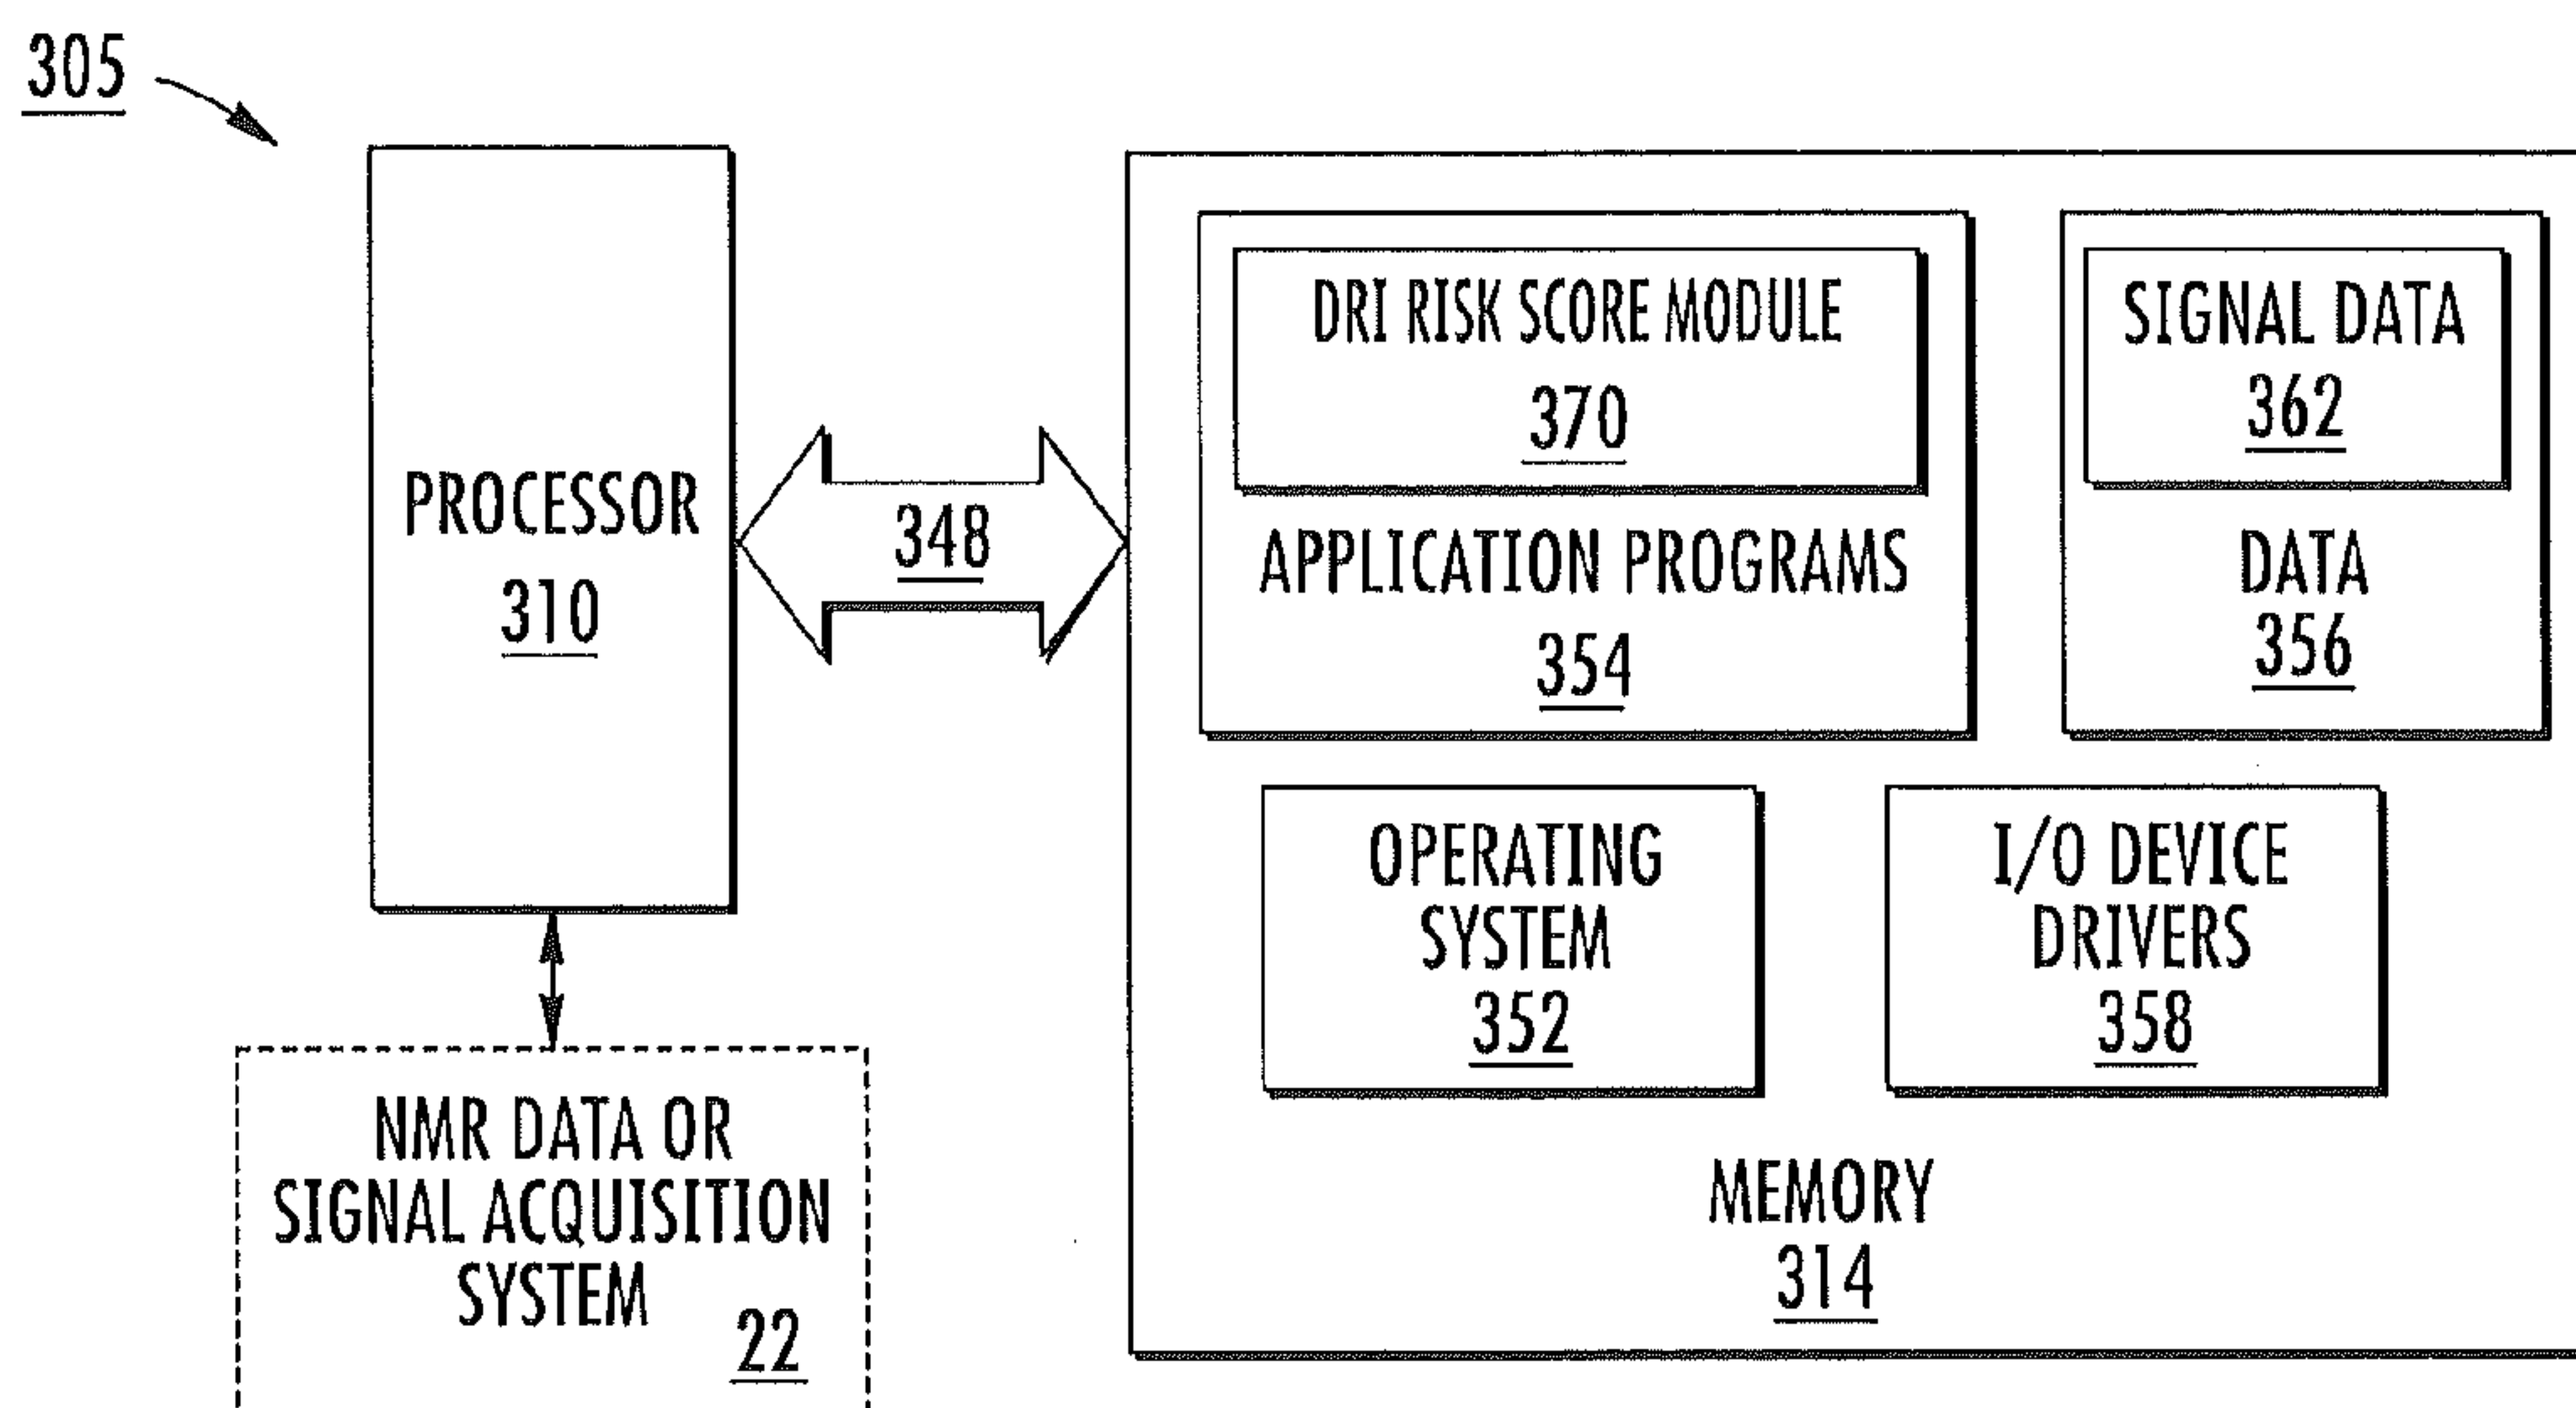 305
PROCESSOR
310
348
DRI RISK SCORE MODULE
370
APPLICATION PROGRAMS
354
SIGNAL DATA
362
DATA
356
OPERATING
SYSTEM
352
I/O DEVICE
DRIVERS
358
MEMORY
314
NMR DATA OR
SIGNAL ACQUISITION
SYSTEM
22